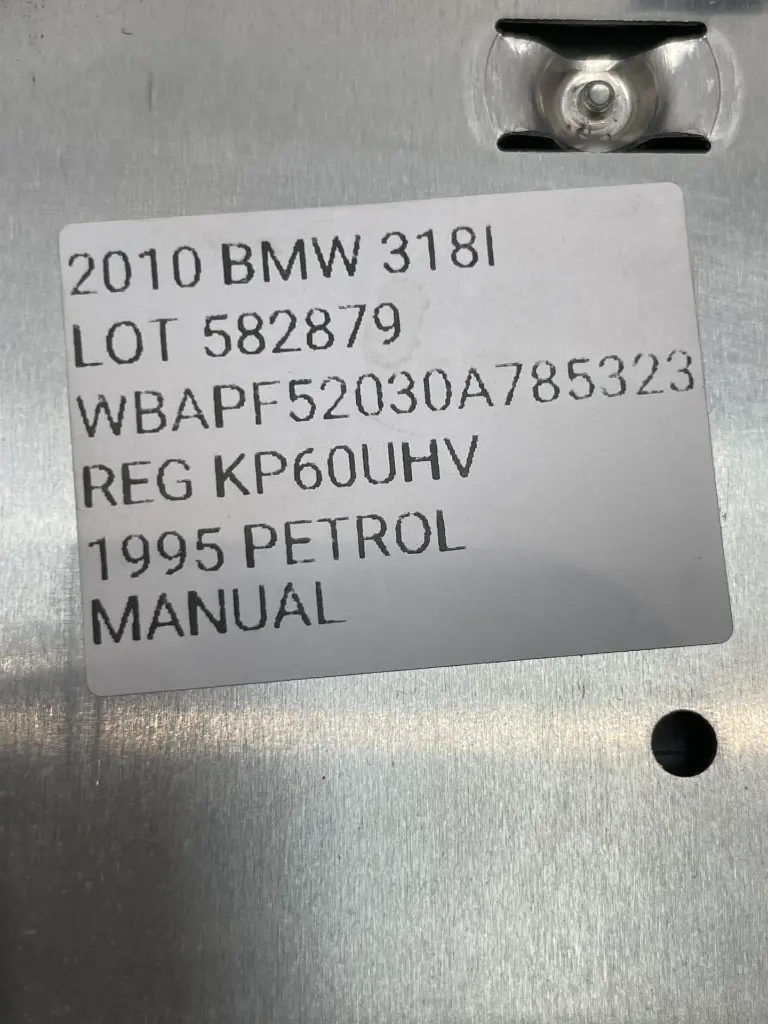 2010 BMW 318I
LOT 582879
WBAPF52030A785323
REG KP60UHV
1995 PETROL
MANUAL